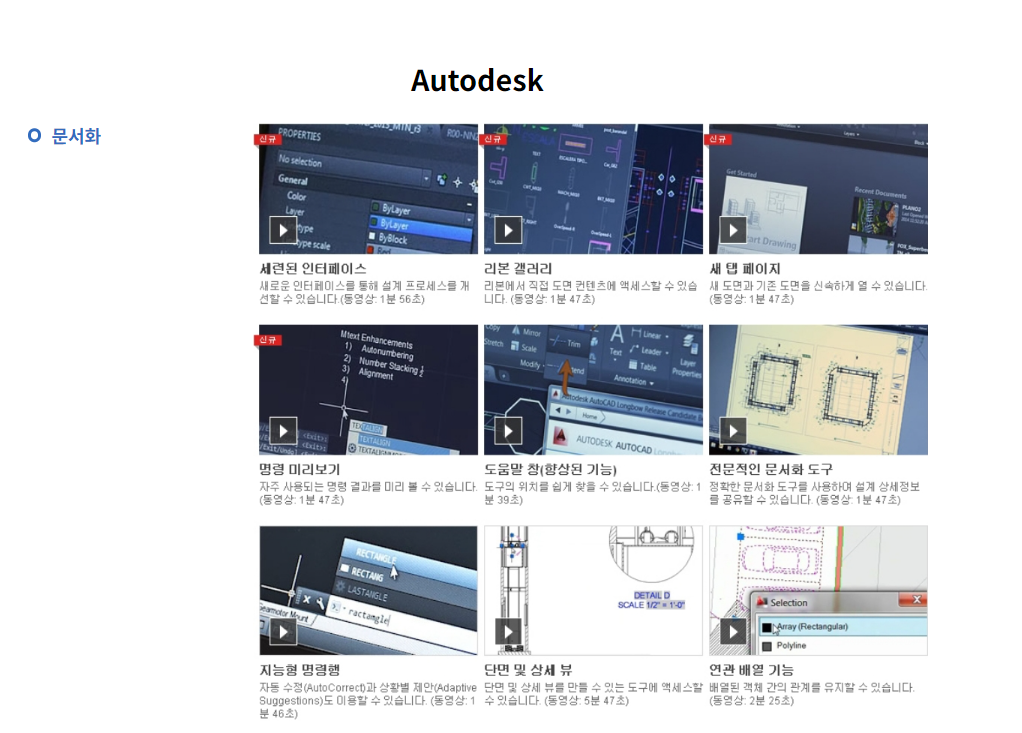 Autodesk
문서화
신규
PROPERTIES
No selection
General
Color
Layer
ByLayer
ByLayer
ByBlock
신규
TEXT
신규
Get Started
Start Drawing
Recent Documents
세련된 인터페이스
새로운 인터페이스를 통해 설계 프로세스를 개
선할 수 있습니다.(동영상: 1분 56초)
리본 갤러리
리본에서 직접 도면 컨텐츠에 액세스할 수 있습
니다. (동영상: 1분 47초)
새 탭 페이지
새 도면과 기존 도면을 신속하게 열 수 있습니다.
(동영상: 1분 47초)
신규
Mtext Enhancements
1) Autonumbering
2) Number Stacking ½
3) Alignment
4)
TEXTALIGN
TEXTALIGN
Copy
Mirror
Stretch
Scale
Modify
Trim
Extend
Text
Linear
Leader
Table
Annotation
Layer
Properties
Autodesk AutoCAD Longbow Release Candidate
Home
AUTODESK AUTOCAD
명령 미리보기
자주 사용되는 명령 결과를 미리 볼 수 있습니다.
(동영상: 1분 47초)
도움말 창(향상된 기능)
도구의 위치를 쉽게 찾을 수 있습니다.(동영상: 1
분 39초)
전문적인 문서화 도구
정확한 문서화 도구를 사용하여 설계 상세정보
를 공유할 수 있습니다. (동영상: 1분 47초)
RECTANGLE
RECTANG
LASTANGLE
ractangle
DETAIL D
SCALE 1/2" = 1'-0"
Selection
Array (Rectangular)
Polyline
지능형 명령행
자동 수정(AutoCorrect)과 상황별 제안(Adaptive
Suggestions)도 이용할 수 있습니다. (동영상: 1
분 46초)
단면 및 상세 뷰
단면 및 상세 뷰를 만들 수 있는 도구에 액세스할
수 있습니다. (동영상: 5분 47초)
연관 배열 기능
배열된 객체 간의 관계를 유지할 수 있습니다.
(동영상: 2분 25초)